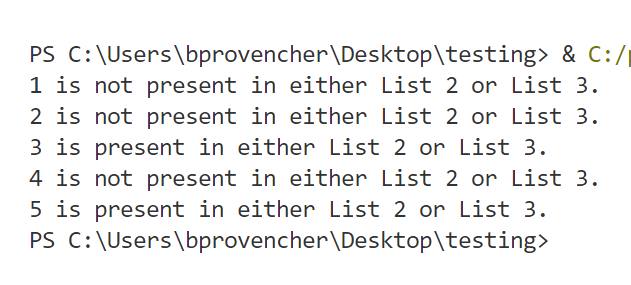 PS C:\Users\bprovencher\Desktop\testing> & C:/
1 is not present in either List 2 or List 3.
2 is not present in either List 2 or List 3.
3 is present in either List 2 or List 3.
4 is not present in either List 2 or List 3.
5 is present in either List 2 or List 3.
PS C:\Users\bprovencher\Desktop\testing>